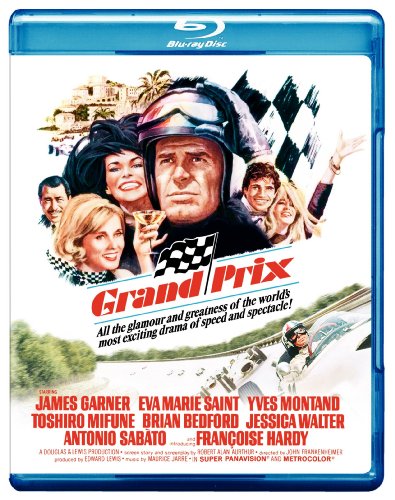 Blu-ray Disc
Grand Prix
All the glamour and greatness of the world's
most exciting drama of speed and spectacle!
STARRING
JAMES GARNER EVA MARIE SAINT YVES MONTAND
TOSHIRO MIFUNE BRIAN BEDFORD JESSICA WALTER
ANTONIO SABÀTO and introducing FRANÇOISE HARDY
A DOUGLAS & LEWIS PRODUCTION • screen story and screenplay by ROBERT ALAN AURTHUR • directed by JOHN FRANKENHEIMER
produced by EDWARD LEWIS • music by MAURICE JARRE • IN SUPER PANAVISION® AND METROCOLOR